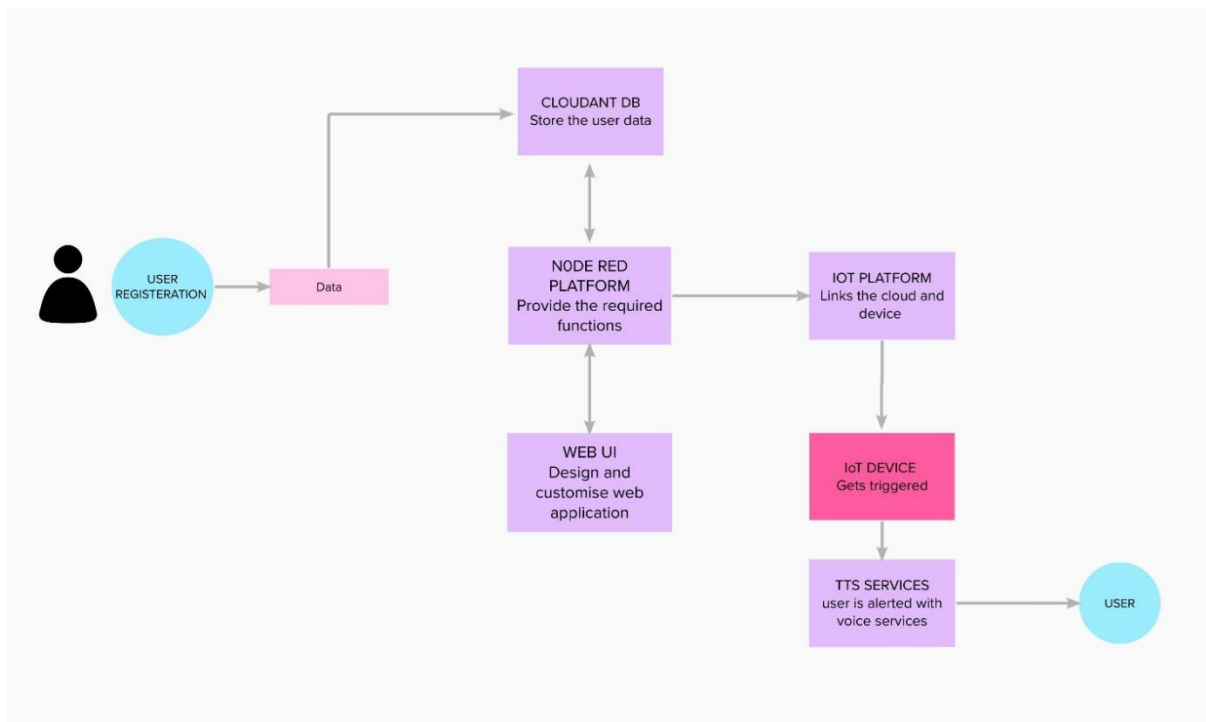 CLOUDANT DB
Store the user data
USER
REGISTERATION
Data
N0DE RED
PLATFORM
Provide the required
functions
IOT PLATFORM
Links the cloud and
device
WEB UI
Design and
customise web
application
IoT DEVICE
Gets triggered
TTS SERVICES
user is alerted with
voice services
USER